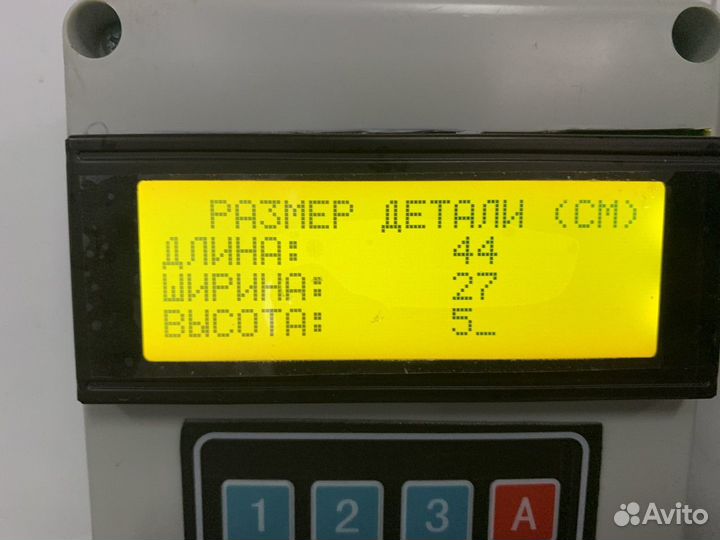 РАЗМЕР ДЕТАЛИ (СМ)
ДЛИНА: 44
ШИРИНА: 27
ВЫСОТА: 5_
1 2 3 A
Avito